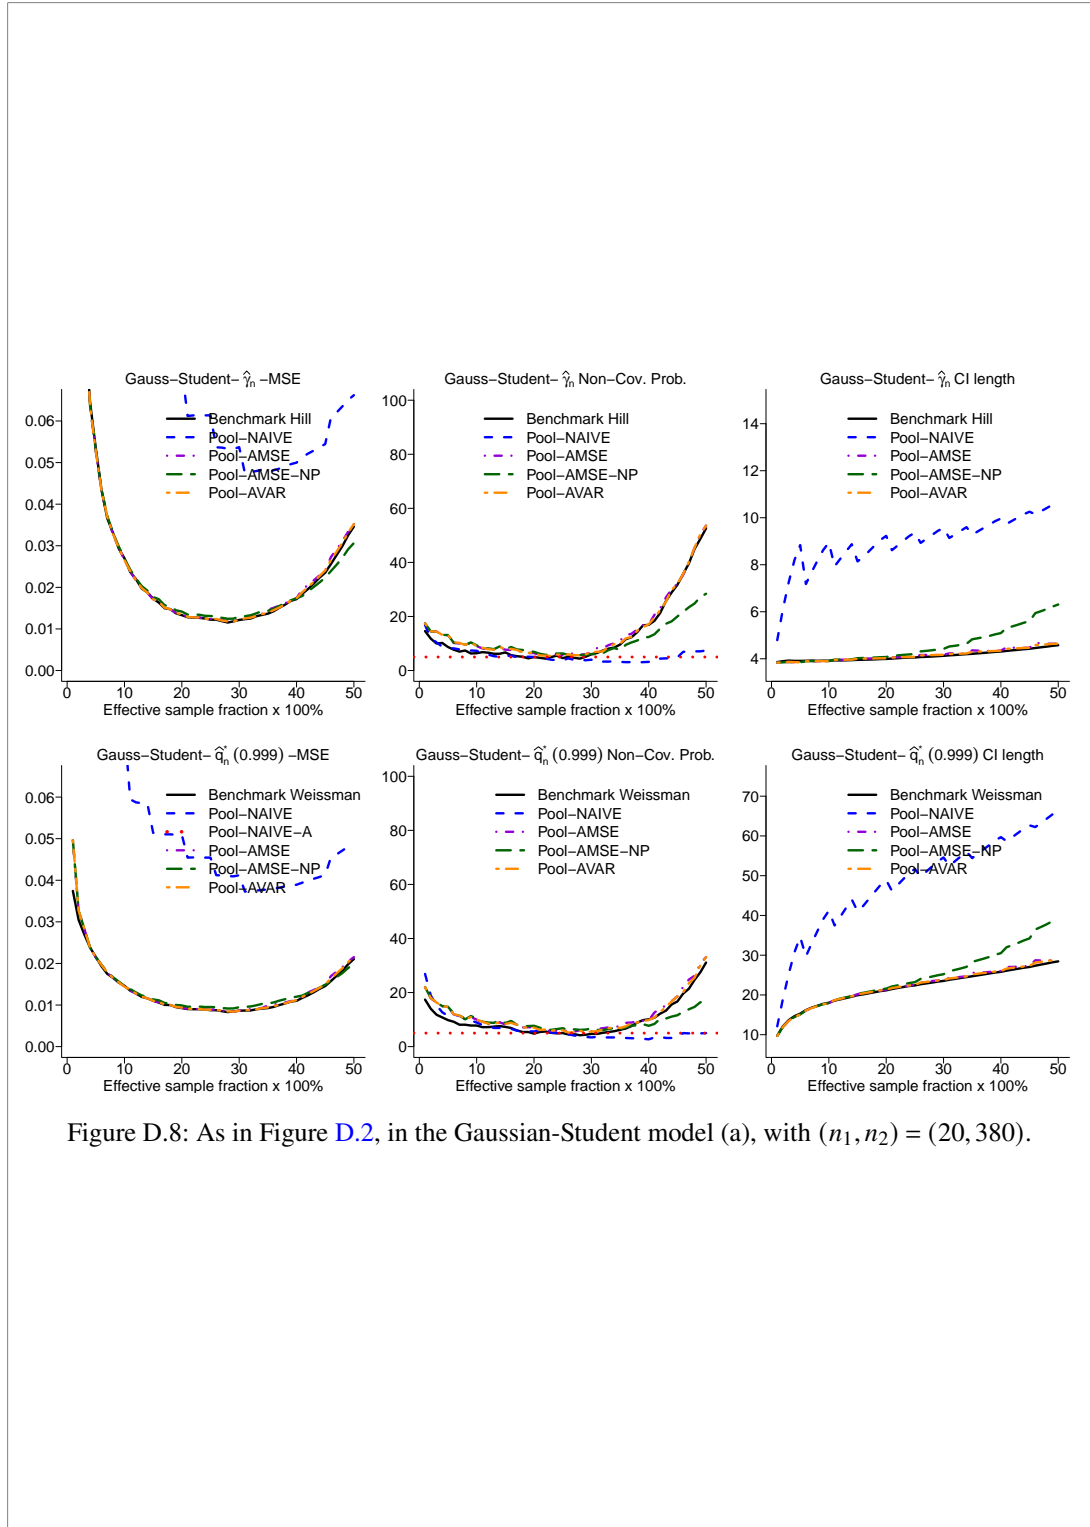 Gauss−Student− γ̂n −MSE
0.06
0.05
0.04
0.03
0.02
0.01
0.00
Benchmark Hill
Pool−NAIVE
Pool−AMSE
Pool−AMSE−NP
Pool−AVAR
0 10 20 30 40 50
Effective sample fraction x 100%
Gauss−Student− γ̂n Non−Cov. Prob.
100
80
60
40
20
0
Benchmark Hill
Pool−NAIVE
Pool−AMSE
Pool−AMSE−NP
Pool−AVAR
0 10 20 30 40 50
Effective sample fraction x 100%
Gauss−Student− γ̂n CI length
14
12
10
8
6
4
Benchmark Hill
Pool−NAIVE
Pool−AMSE
Pool−AMSE−NP
Pool−AVAR
0 10 20 30 40 50
Effective sample fraction x 100%
Gauss−Student− q̂*n (0.999) −MSE
0.06
0.05
0.04
0.03
0.02
0.01
0.00
Benchmark Weissman
Pool−NAIVE
Pool−NAIVE−A
Pool−AMSE
Pool−AMSE−NP
Pool−AVAR
0 10 20 30 40 50
Effective sample fraction x 100%
Gauss−Student− q̂*n (0.999) Non−Cov. Prob.
100
80
60
40
20
0
Benchmark Weissman
Pool−NAIVE
Pool−AMSE
Pool−AMSE−NP
Pool−AVAR
0 10 20 30 40 50
Effective sample fraction x 100%
Gauss−Student− q̂*n (0.999) CI length
70
60
50
40
30
20
10
Benchmark Weissman
Pool−NAIVE
Pool−AMSE
Pool−AMSE−NP
Pool−AVAR
0 10 20 30 40 50
Effective sample fraction x 100%
Figure D.8: As in Figure D.2, in the Gaussian-Student model (a), with (n1, n2) = (20, 380).